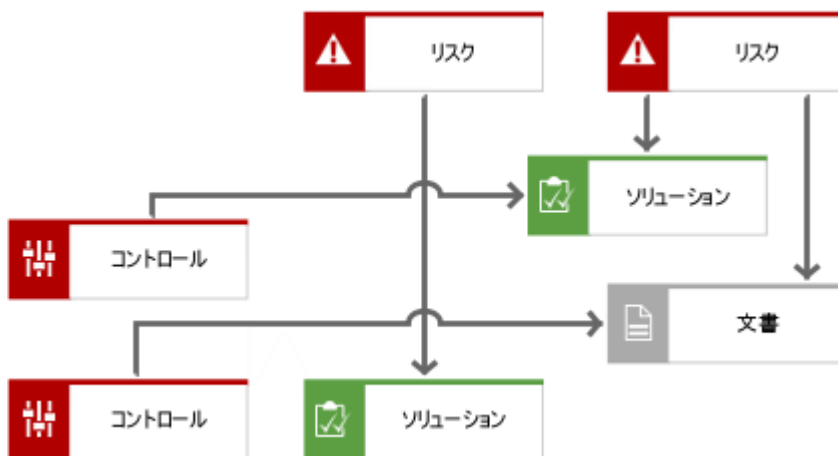 リスク
リスク
ソリューション
コントロール
文書
コントロール
ソリューション